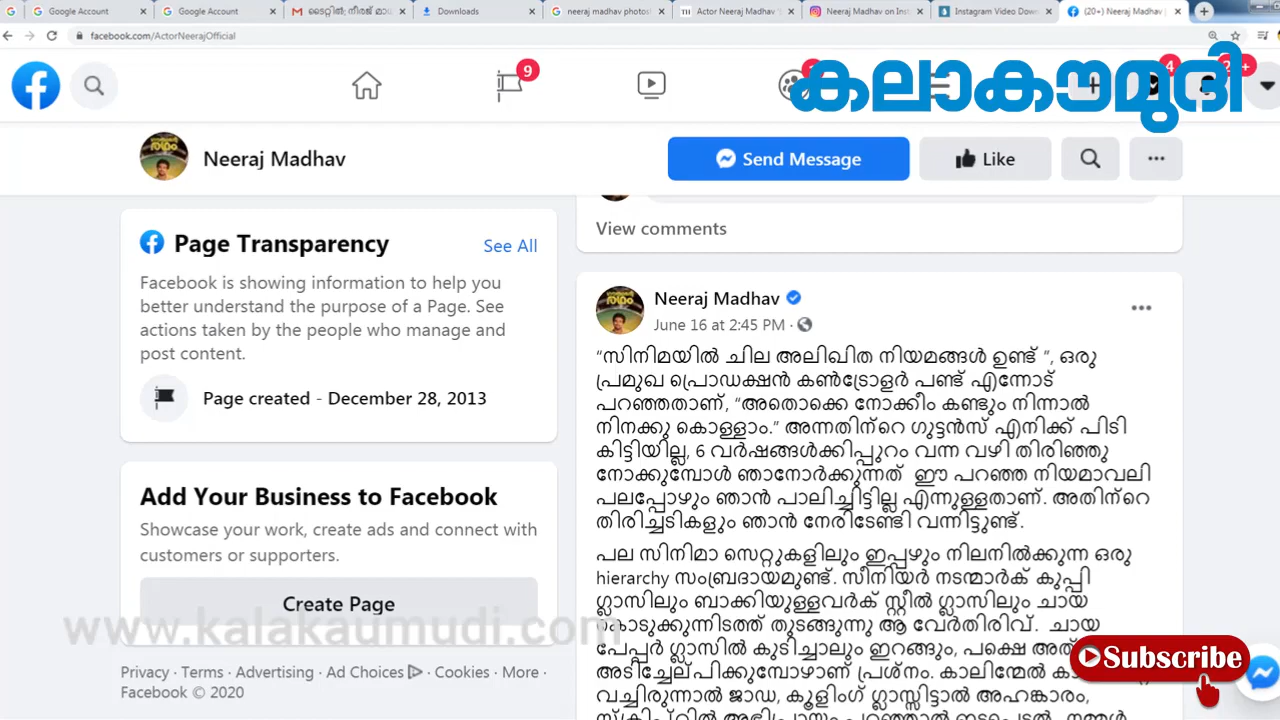 Google Account
Google Account
ടൈറ്റിൽ; നീരജ് മാധ
Downloads
neeraj madhav photos
Actor Neeraj Madhav
Neeraj Madhav on Inst
Instagram Video Down
(20+) Neeraj Madhav
facebook.com/ActorNeerajOfficial
9
4
കലാകൗമുദി
Neeraj Madhav
Send Message
Like
Page Transparency
See All
Facebook is showing information to help you
better understand the purpose of a Page. See
actions taken by the people who manage and
post content.
Page created - December 28, 2013
Add Your Business to Facebook
Showcase your work, create ads and connect with
customers or supporters.
Create Page
www.kalakaumudi.com
Privacy · Terms · Advertising · Ad Choices · Cookies · More ·
Facebook © 2020
View comments
Neeraj Madhav
June 16 at 2:45 PM ·
“സിനിമയിൽ ചില അലിഖിത നിയമങ്ങൾ ഉണ്ട് ”, ഒരു
പ്രമുഖ പ്രൊഡക്ഷൻ കൺട്രോളർ പണ്ട് എന്നോട്
പറഞ്ഞതാണ്, “അതൊക്കെ നോക്കീം കണ്ടും നിന്നാൽ
നിനക്കു കൊള്ളാം.” അന്നതിന്റെ ഗുട്ടൻസ് എനിക്ക് പിടി
കിട്ടിയില്ല, 6 വർഷങ്ങൾക്കിപ്പുറം വന്ന വഴി തിരിഞ്ഞു
നോക്കുമ്പോൾ ഞാനോർക്കുന്നത് ഈ പറഞ്ഞ നിയമാവലി
പലപ്പോഴും ഞാൻ പാലിച്ചിട്ടില്ല എന്നുള്ളതാണ്. അതിന്റെ
തിരിച്ചടികളും ഞാൻ നേരിടേണ്ടി വന്നിട്ടുണ്ട്.
പല സിനിമാ സെറ്റുകളിലും ഇപ്പഴും നിലനിൽക്കുന്ന ഒരു
hierarchy സംബ്രദായമുണ്ട്. സീനിയർ നടന്മാർക് കുപ്പി
ഗ്ലാസിലും ബാക്കിയുള്ളവർക് സ്റ്റീൽ ഗ്ലാസിലും ചായ
കൊടുക്കുന്നിടത്ത് തുടങ്ങുന്നു ആ വേർതിരിവ്. ചായ
പേപ്പർ ഗ്ലാസിൽ കുടിച്ചാലും ഇറങ്ങും, പക്ഷെ
അടിച്ചേല്പിക്കുമ്പോഴാണ് പ്രശ്നം. കാലിന്മേൽ
വച്ചിരുന്നാൽ ജാഡ, കൂളിംഗ് ഗ്ലാസ്സിട്ടാൽ അഹങ്കാരം,
Subscribe